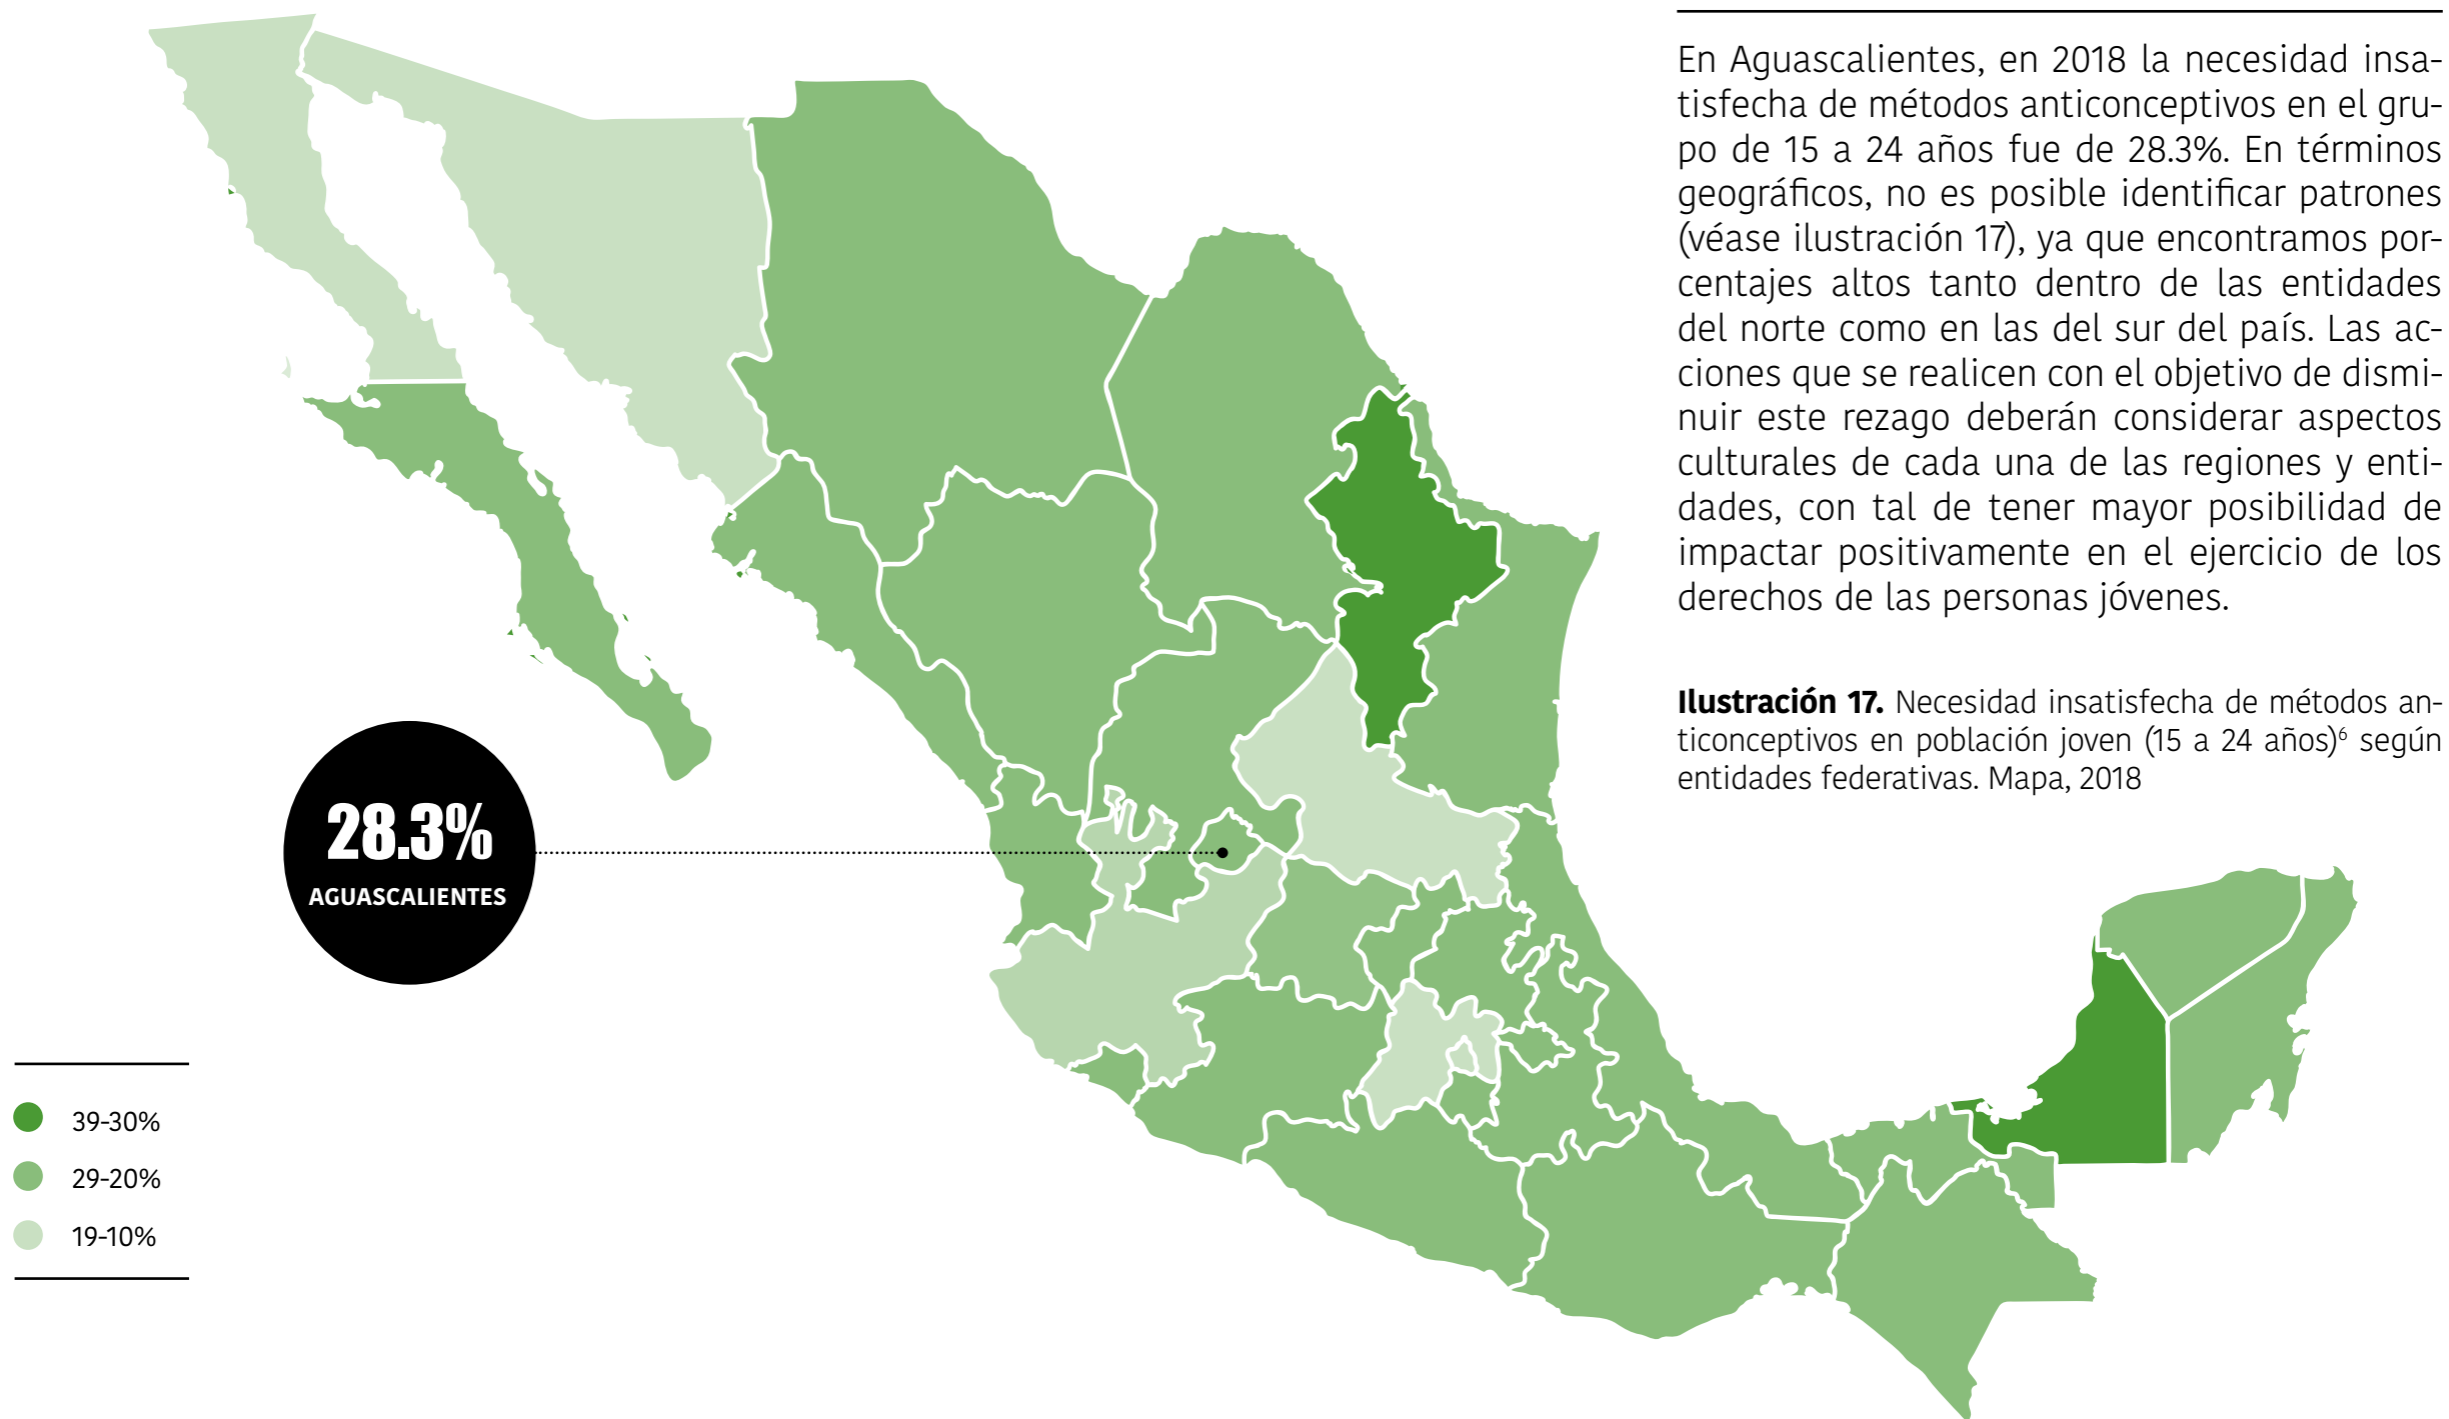 En Aguascalientes, en 2018 la necesidad insa-
tisfecha de métodos anticonceptivos en el gru-
po de 15 a 24 años fue de 28.3%. En términos
geográficos, no es posible identificar patrones
(véase ilustración 17), ya que encontramos por-
centajes altos tanto dentro de las entidades
del norte como en las del sur del país. Las ac-
ciones que se realicen con el objetivo de dismi-
nuir este rezago deberán considerar aspectos
culturales de cada una de las regiones y enti-
dades, con tal de tener mayor posibilidad de
impactar positivamente en el ejercicio de los
derechos de las personas jóvenes.
Ilustración 17. Necesidad insatisfecha de métodos an-
ticonceptivos en población joven (15 a 24 años)⁶ según
entidades federativas. Mapa, 2018
28.3%
AGUASCALIENTES
39-30%
29-20%
19-10%